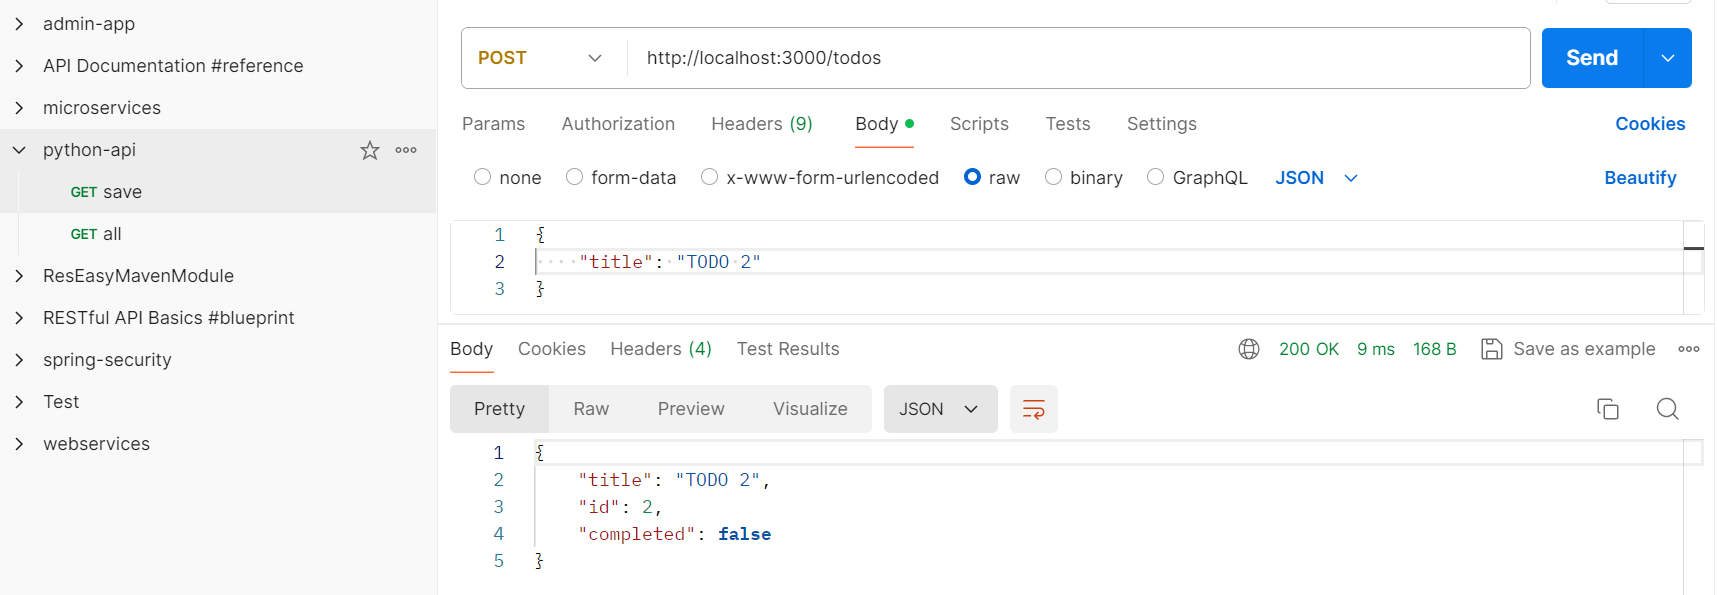 admin-app
API Documentation #reference
microservices
python-api
GET save
GET all
ResEasyMavenModule
RESTful API Basics #blueprint
spring-security
Test
webservices
POST http://localhost:3000/todos Send
Params Authorization Headers (9) Body Scripts Tests Settings Cookies
none form-data x-www-form-urlencoded raw binary GraphQL JSON Beautify
1 {
2 "title": "TODO 2"
3 }
Body Cookies Headers (4) Test Results 200 OK 9 ms 168 B Save as example
Pretty Raw Preview Visualize JSON
1 {
2 "title": "TODO 2",
3 "id": 2,
4 "completed": false
5 }